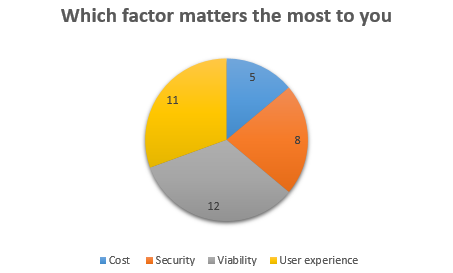 Which factor matters the most to you
5
11
8
12
Cost Security Viability User experience